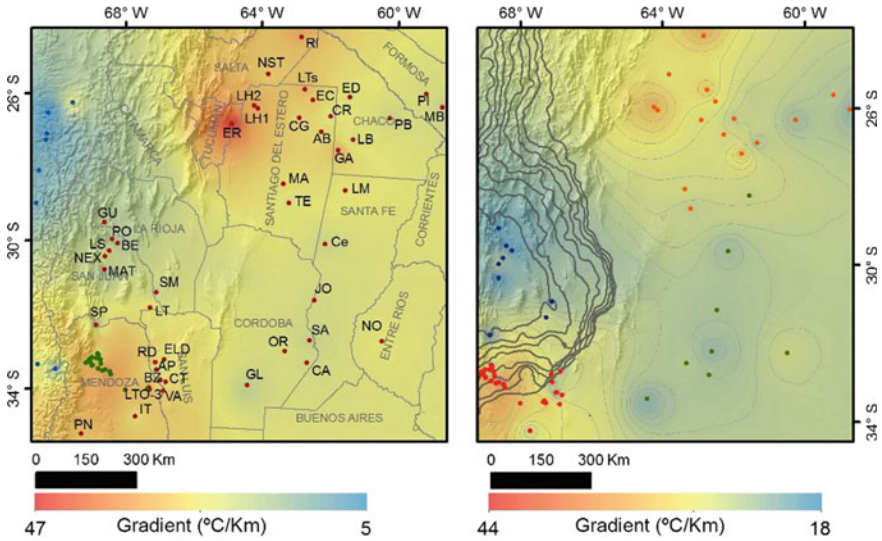 68° W 64° W 60° W
68° W 64° W 60° W
26° S
30° S
34° S
26° S
30° S
34° S
RI
FORMOSA
SALTA
NST
LTs
ED
LH2
EC
PI
LH1
CR
MB
CATAMARCA
TUCUMAN
ER
SANTIAGO DEL ESTERO
CG
CHACO
PB
AB
LB
GA
MA
LM
TE
SANTA FE
CORRIENTES
GU
PO
LA RIOJA
LS
BE
NEX
Ce
SAN JUAN
MAT
SM
JO
LT
SP
CORDOBA
SA
NO
ENTRE RIOS
OR
RD
ELD
AP
SAN LUIS
MENDOZA
BZ
CT
GL
CA
LTO-3
VA
IT
BUENOS AIRES
PN
0 150 300 Km
0 150 300 Km
47 Gradient (ºC/Km) 5
44 Gradient (ºC/Km) 18